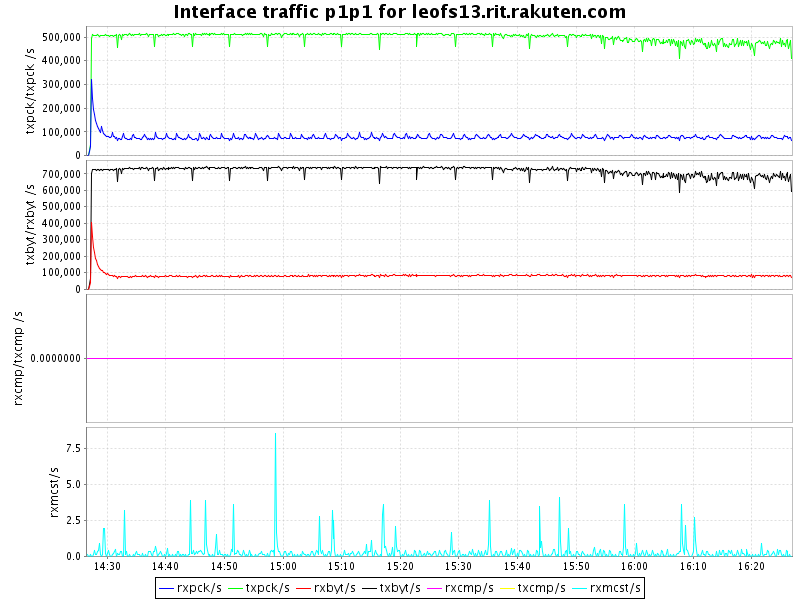 Interface traffic p1p1 for leofs13.rit.rakuten.com
txpck/txpck /s
500,000
400,000
300,000
200,000
100,000
0
txbyt/rxbyt /s
700,000
600,000
500,000
400,000
300,000
200,000
100,000
0
rxcmp/txcmp /s
0.0000000
rxmcst/s
7.5
5.0
2.5
0.0
14:30 14:40 14:50 15:00 15:10 15:20 15:30 15:40 15:50 16:00 16:10 16:20
rxpck/s txpck/s rxbyt/s txbyt/s rxcmp/s txcmp/s rxmcst/s